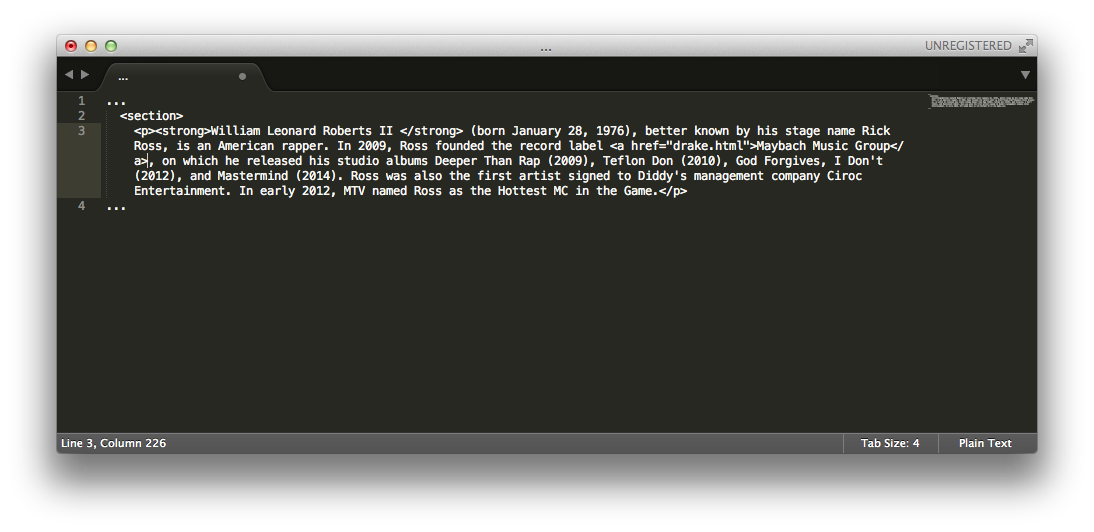 ...
UNREGISTERED
...
1 ...
2 <section>
3 <p><strong>William Leonard Roberts II </strong> (born January 28, 1976), better known by his stage name Rick
Ross, is an American rapper. In 2009, Ross founded the record label <a href="drake.html">Maybach Music Group</
a>, on which he released his studio albums Deeper Than Rap (2009), Teflon Don (2010), God Forgives, I Don't
(2012), and Mastermind (2014). Ross was also the first artist signed to Diddy's management company Ciroc
Entertainment. In early 2012, MTV named Ross as the Hottest MC in the Game.</p>
4 ...
Line 3, Column 226
Tab Size: 4
Plain Text